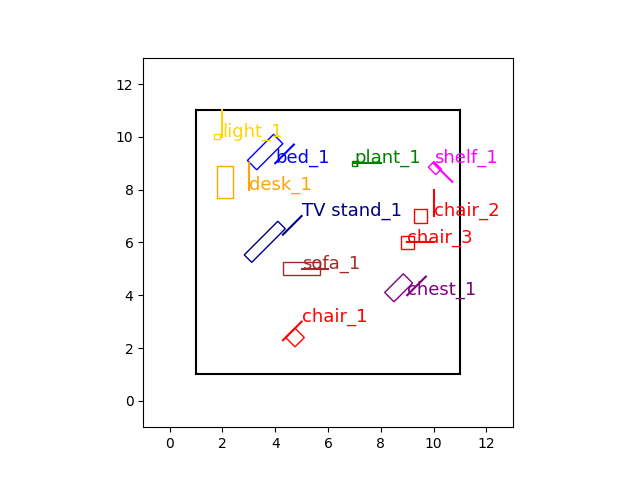 12
light_1
10
bed_1
plant_1
shelf_1
desk_1
8
TV stand_1
chair_2
6
chair_3
sofa_1
4
chest_1
chair_1
2
0
0 2 4 6 8 10 12